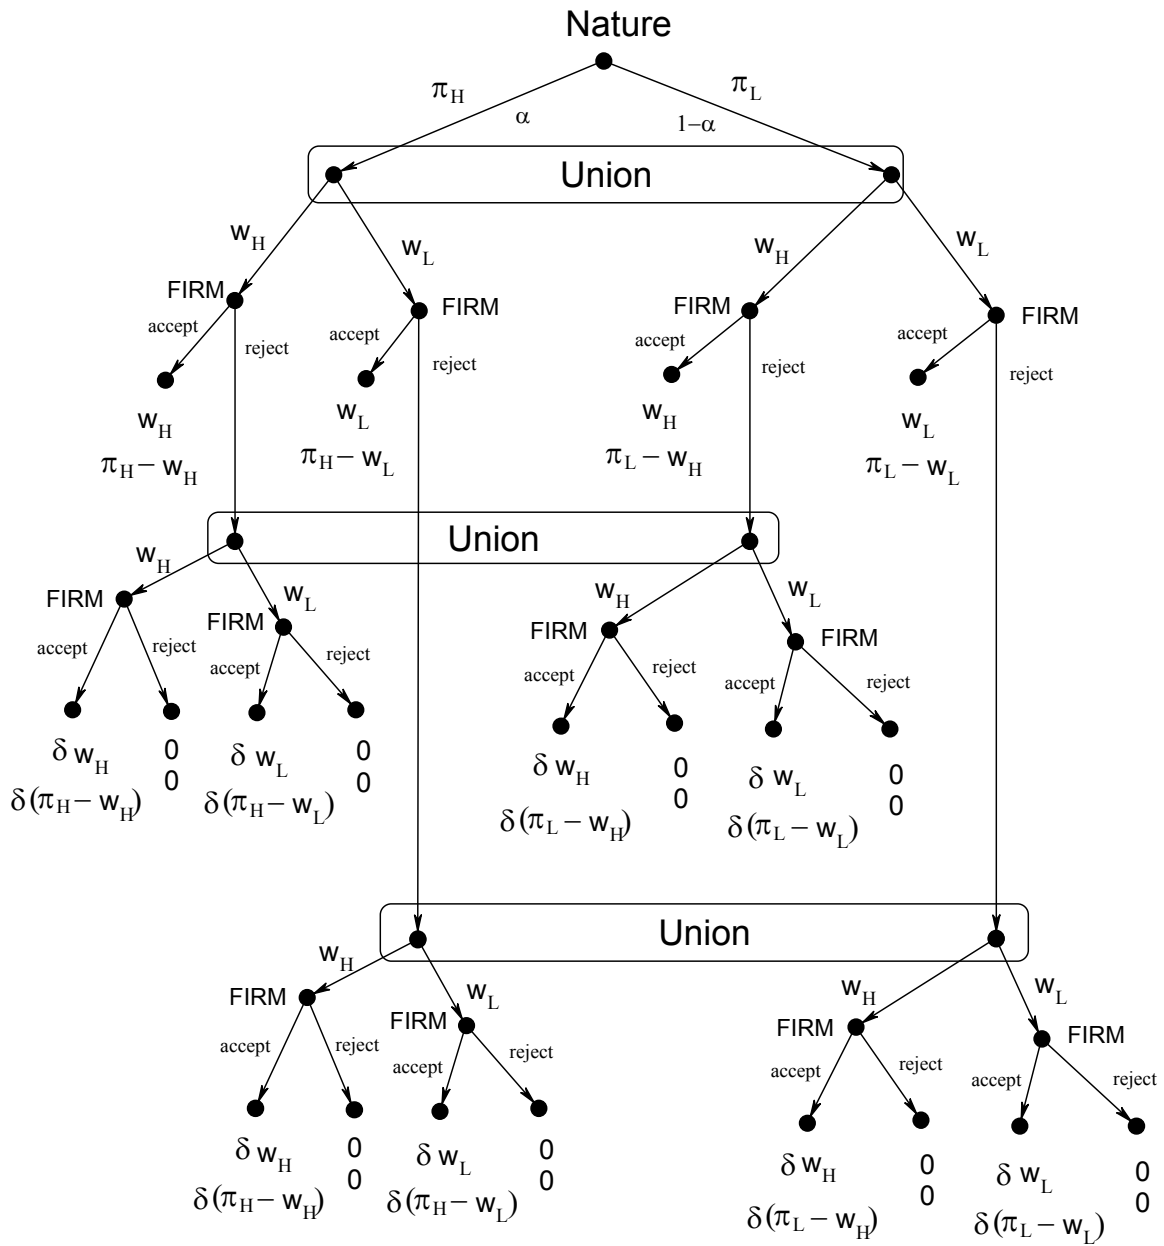 Nature
π_H π_L
α 1−α
Union
w_H w_L w_H w_L
FIRM FIRM FIRM FIRM
accept reject accept reject accept reject accept reject
w_H w_L w_H w_L
π_H − w_H π_H − w_L π_L − w_H π_L − w_L
Union
w_H w_L w_H w_L
FIRM FIRM FIRM FIRM
accept reject accept reject accept reject accept reject
δ w_H 0 δ w_L 0 δ w_H 0 δ w_L 0
δ(π_H − w_H) 0 δ(π_H − w_L) 0 δ(π_L − w_H) 0 δ(π_L − w_L) 0
Union
w_H w_L w_H w_L
FIRM FIRM FIRM FIRM
accept reject accept reject accept reject accept reject
δ w_H 0 δ w_L 0 δ w_H 0 δ w_L 0
δ(π_H − w_H) 0 δ(π_H − w_L) 0 δ(π_L − w_H) 0 δ(π_L − w_L) 0